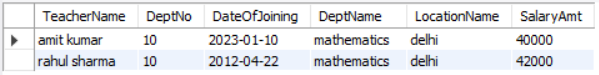 TeacherName DeptNo DateOfJoining DeptName LocationName SalaryAmt
amit kumar 10 2023-01-10 mathematics delhi 40000
rahul sharma 10 2012-04-22 mathematics delhi 42000